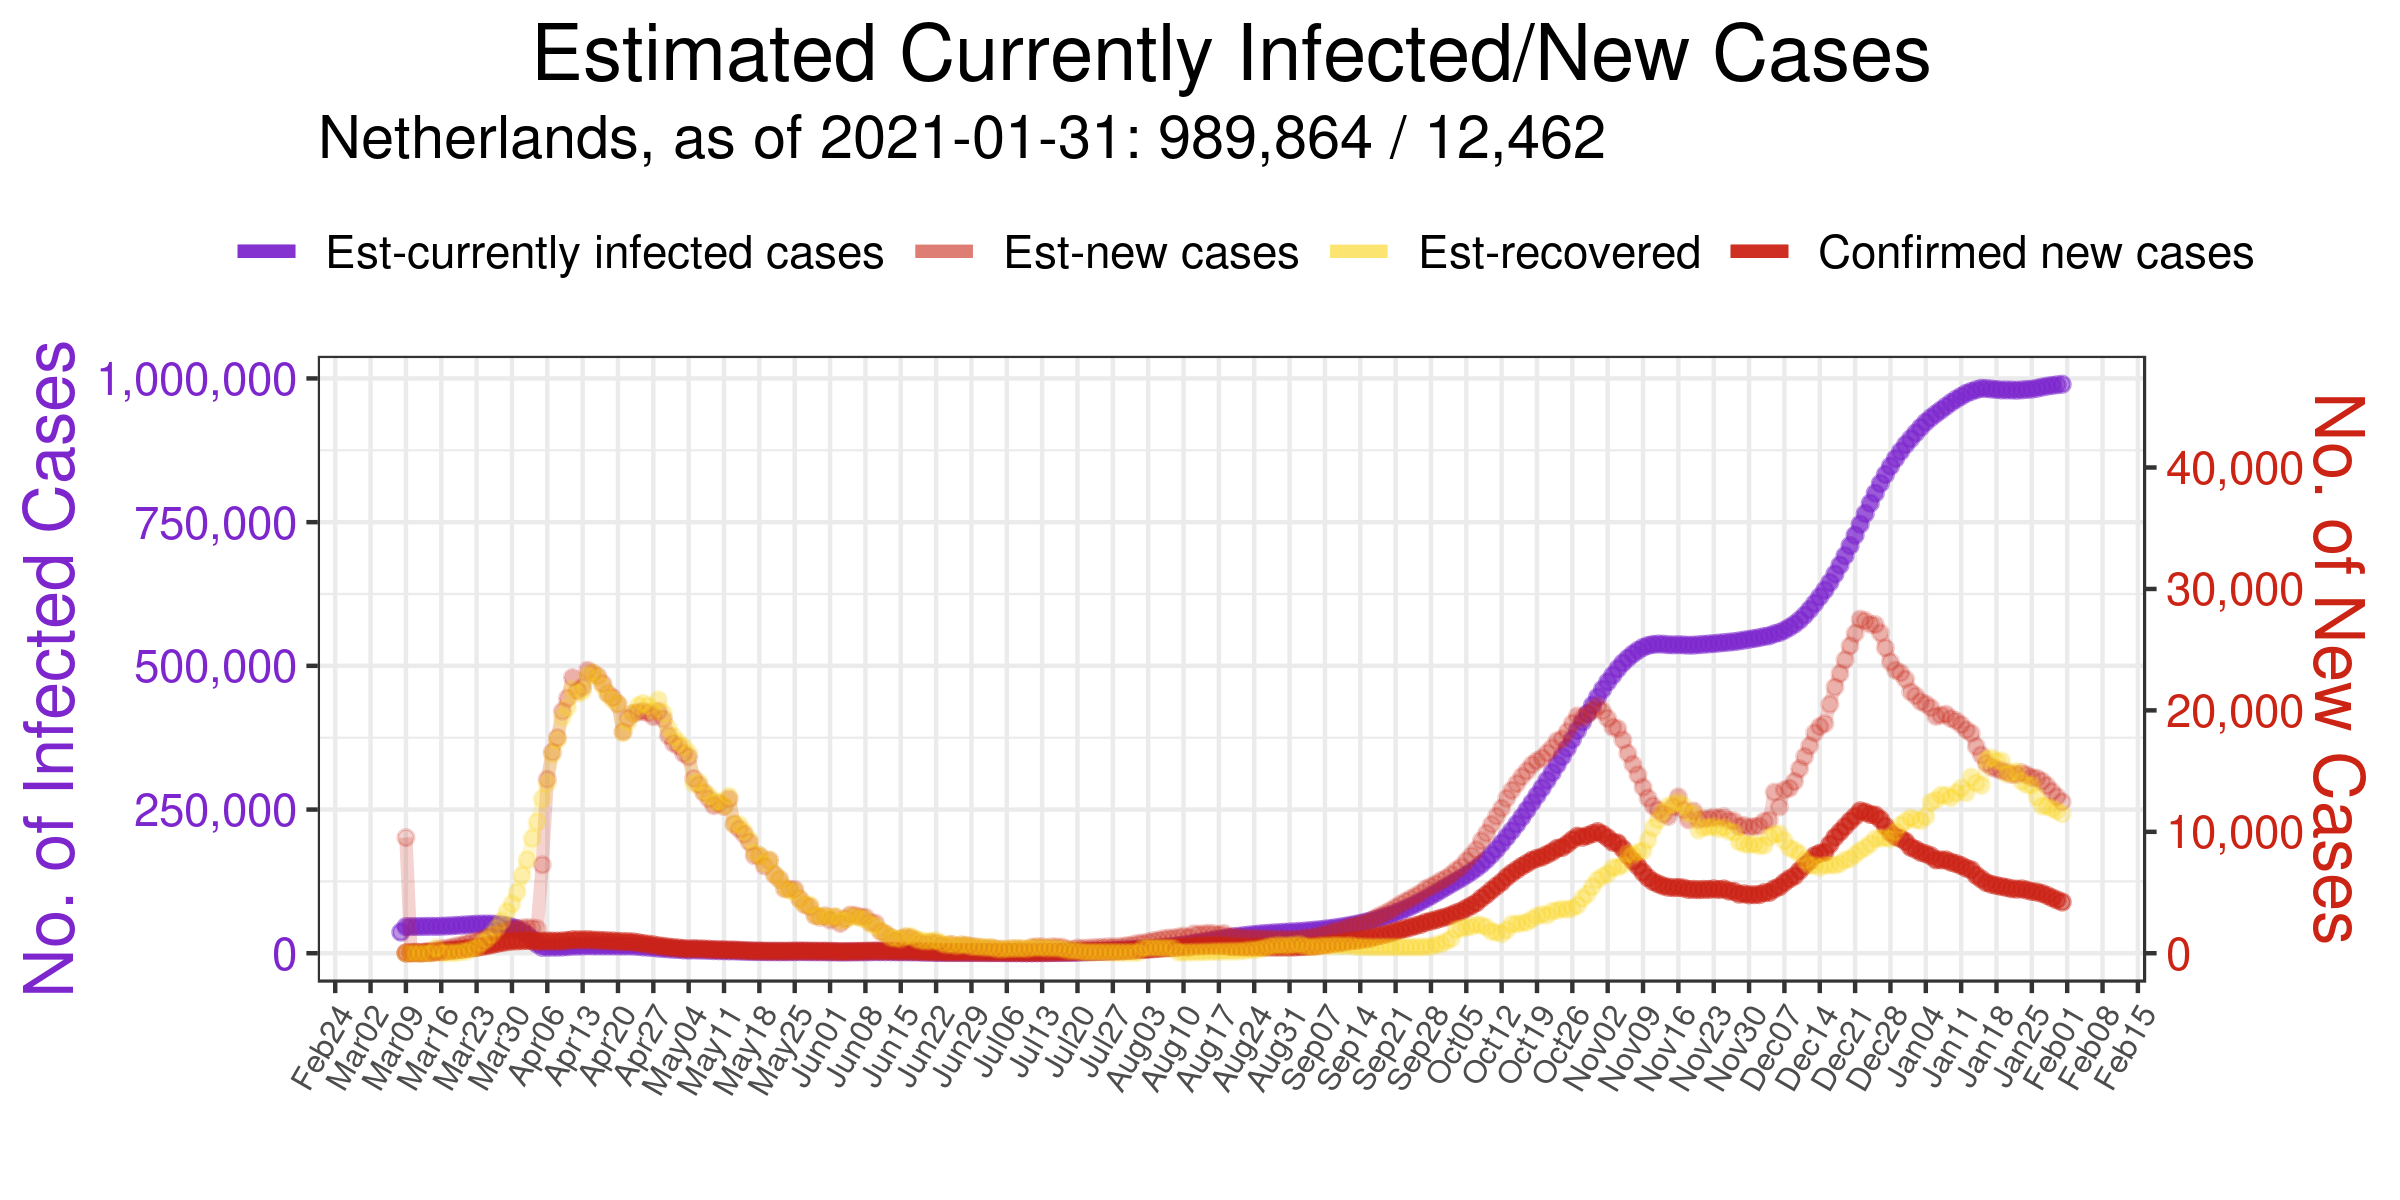 Estimated Currently Infected/New Cases
Netherlands, as of 2021-01-31: 989,864 / 12,462
Est-currently infected cases Est-new cases Est-recovered Confirmed new cases
No. of Infected Cases
1,000,000
750,000
500,000
250,000
0
40,000
30,000
20,000
10,000
0
No. of New Cases
Feb24 Mar02 Mar09 Mar16 Mar23 Mar30 Apr06 Apr13 Apr20 Apr27 May04 May11 May18 May25 Jun01 Jun08 Jun15 Jun22 Jun29 Jul06 Jul13 Jul20 Jul27 Aug03 Aug10 Aug17 Aug24 Aug31 Sep07 Sep14 Sep21 Sep28 Oct05 Oct12 Oct19 Oct26 Nov02 Nov09 Nov16 Nov23 Nov30 Dec07 Dec14 Dec21 Dec28 Jan04 Jan11 Jan18 Jan25 Feb01 Feb08 Feb15